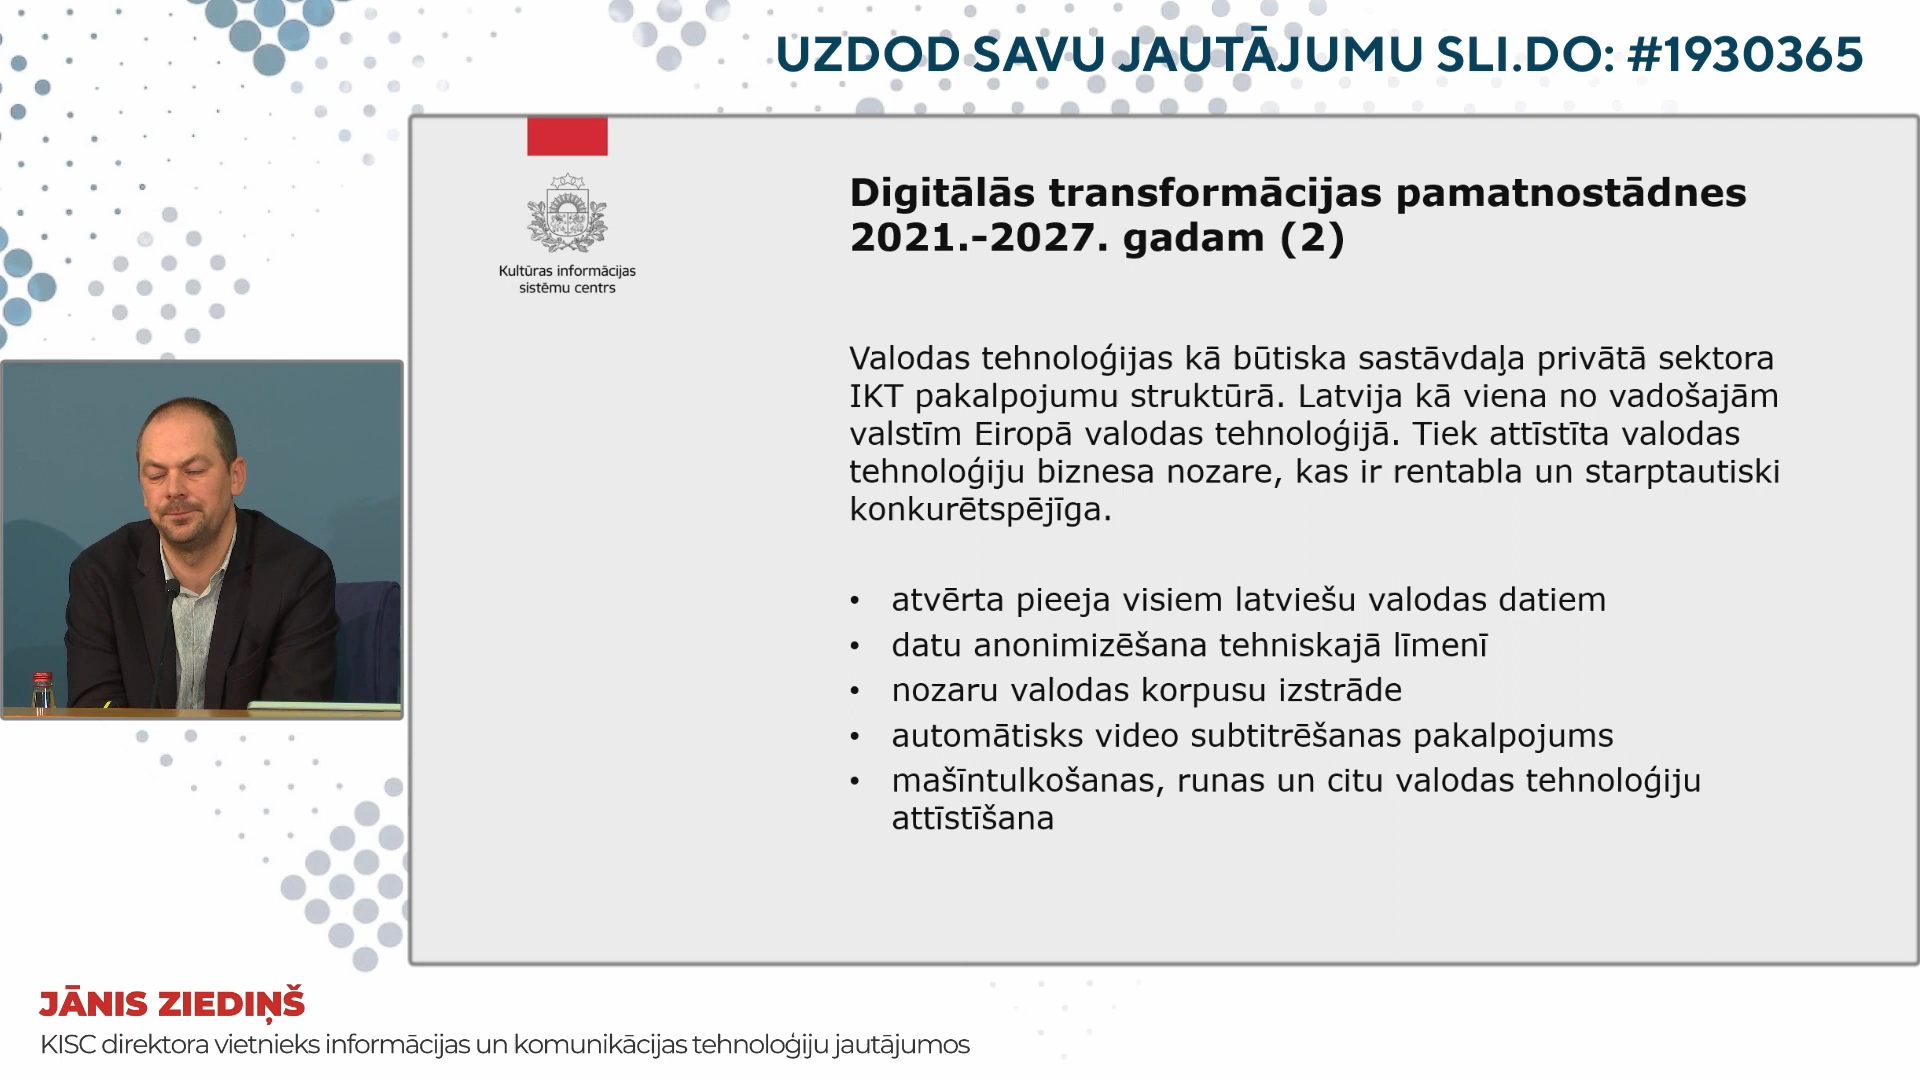 UZDOD SAVU JAUTĀJUMU SLI.DO: #1930365
Kultūras informācijas
sistēmu centrs
Digitālās transformācijas pamatnostādnes
2021.-2027. gadam (2)
Valodas tehnoloģijas kā būtiska sastāvdaļa privātā sektora
IKT pakalpojumu struktūrā. Latvija kā viena no vadošajām
valstīm Eiropā valodas tehnoloģijā. Tiek attīstīta valodas
tehnoloģiju biznesa nozare, kas ir rentabla un starptautiski
konkurētspējīga.
• atvērta pieeja visiem latviešu valodas datiem
• datu anonimizēšana tehniskajā līmenī
• nozaru valodas korpusu izstrāde
• automātisks video subtitrēšanas pakalpojums
• mašīntulkošanas, runas un citu valodas tehnoloģiju
attīstīšana
JĀNIS ZIEDIŅŠ
KISC direktora vietnieks informācijas un komunikācijas tehnoloģiju jautājumos